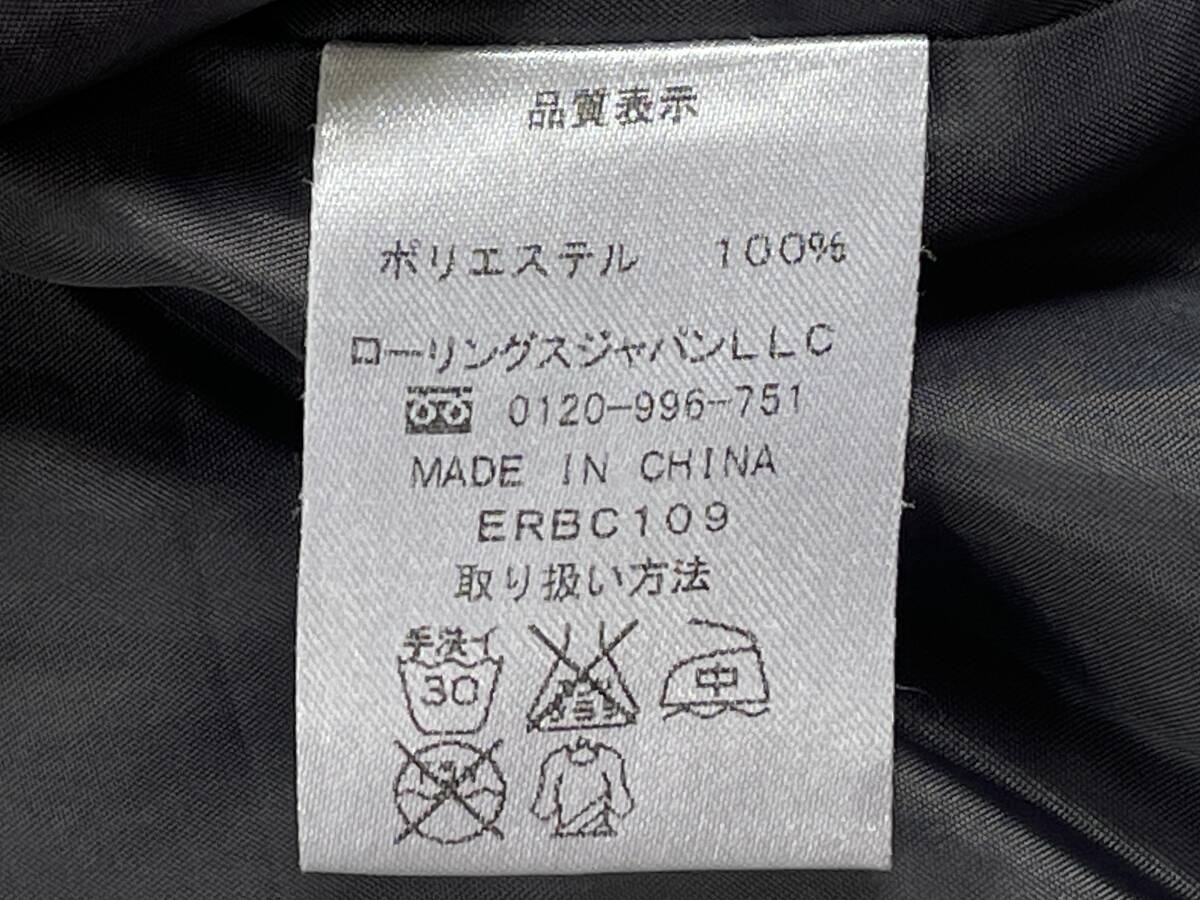 品質表示
ポリエステル 100%
ローリングスジャパンLLC
0120-996-751
MADE IN CHINA
ERBC109
取り扱い方法
手洗イ
30
中